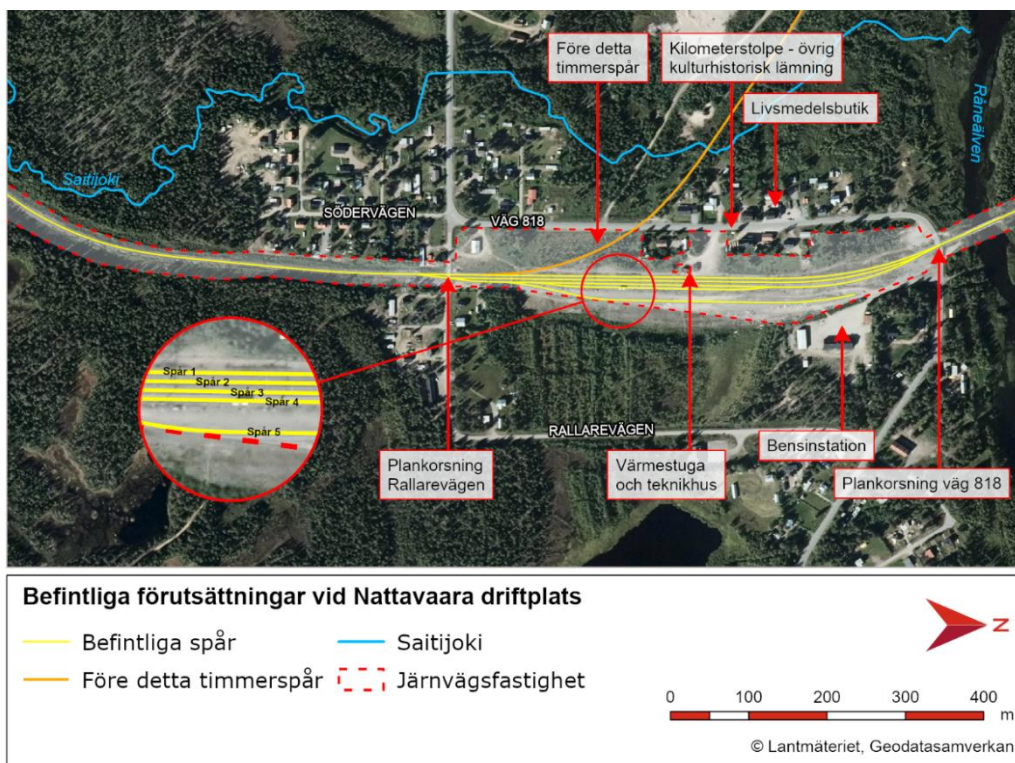 Före detta
timmerspår
Kilometerstolpe - övrig
kulturhistorisk lämning
Livsmedelsbutik
Råneälven
Saitijoki
SÖDERVÄGEN
VÄG 818
Spår 1
Spår 2
Spår 3
Spår 4
Spår 5
RALLAREVÄGEN
Plankorsning
Rallarevägen
Värmestuga
och teknikhus
Bensinstation
Plankorsning väg 818
Befintliga förutsättningar vid Nattavaara driftplats
Befintliga spår
Saitijoki
Före detta timmerspår
Järnvägsfastighet
N
0 100 200 300 400
m
© Lantmäteriet, Geodatasamverkan